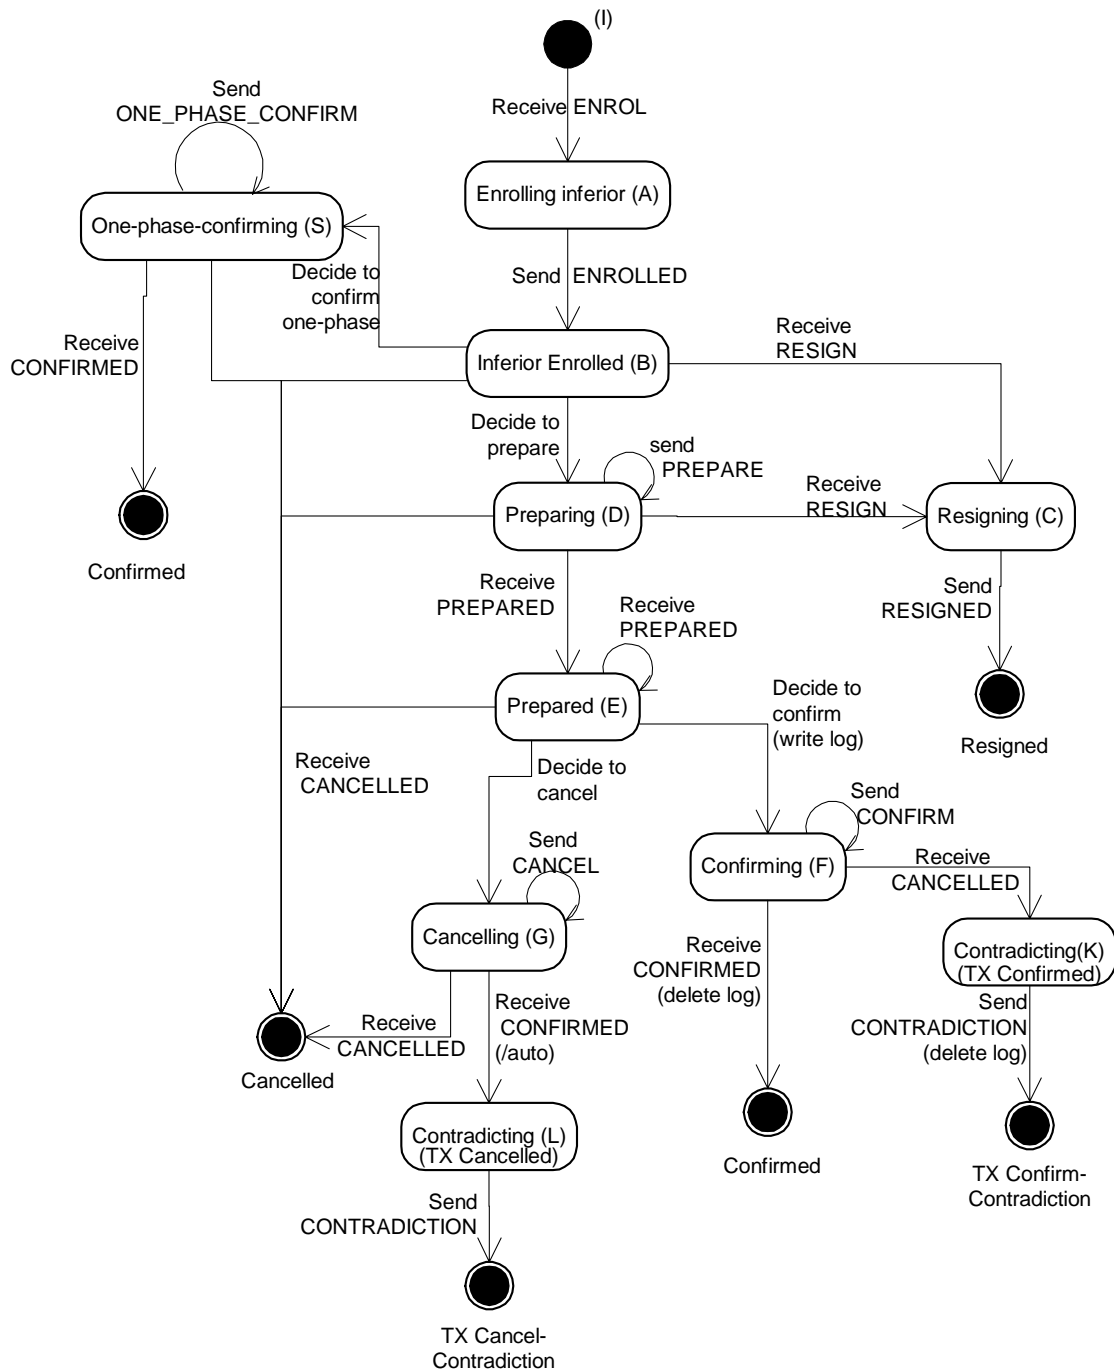 (I)
Send
ONE_PHASE_CONFIRM
Receive ENROL
Enrolling inferior (A)
One-phase-confirming (S)
Send ENROLLED
Decide to
confirm
one-phase
Receive
RESIGN
Receive
CONFIRMED
Inferior Enrolled (B)
Decide to
prepare
send
PREPARE
Receive
RESIGN
Preparing (D)
Resigning (C)
Confirmed
Receive
PREPARED
Receive
PREPARED
Send
RESIGNED
Prepared (E)
Decide to
confirm
(write log)
Resigned
Receive
CANCELLED
Decide to
cancel
Send
CONFIRM
Send
CANCEL
Confirming (F)
Receive
CANCELLED
Cancelling (G)
Receive
CONFIRMED
(delete log)
Contradicting(K)
(TX Confirmed)
Receive
CANCELLED
Receive
CONFIRMED
(/auto)
Send
CONTRADICTION
(delete log)
Cancelled
Contradicting (L)
(TX Cancelled)
Confirmed
TX Confirm-
Contradiction
Send
CONTRADICTION
TX Cancel-
Contradiction